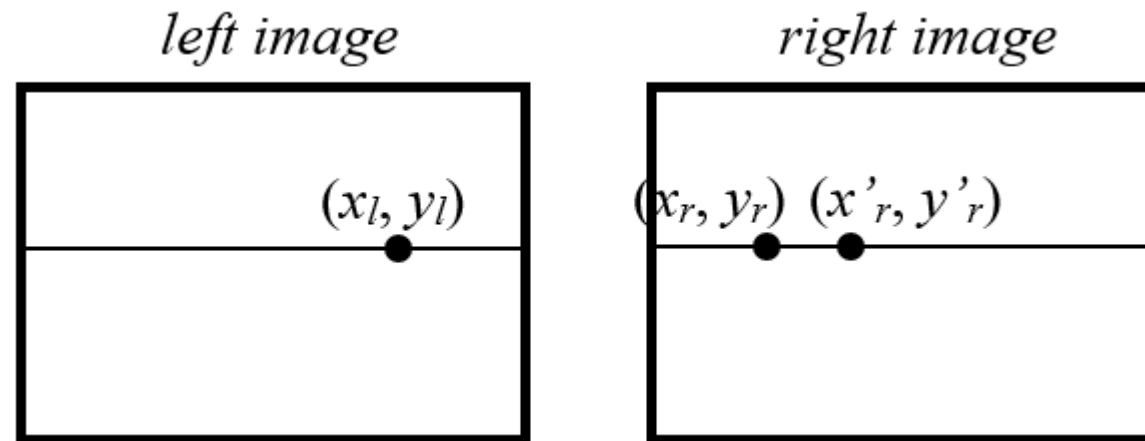 left image
right image
(xl, yl)
(xr, yr) (x’r, y’r)